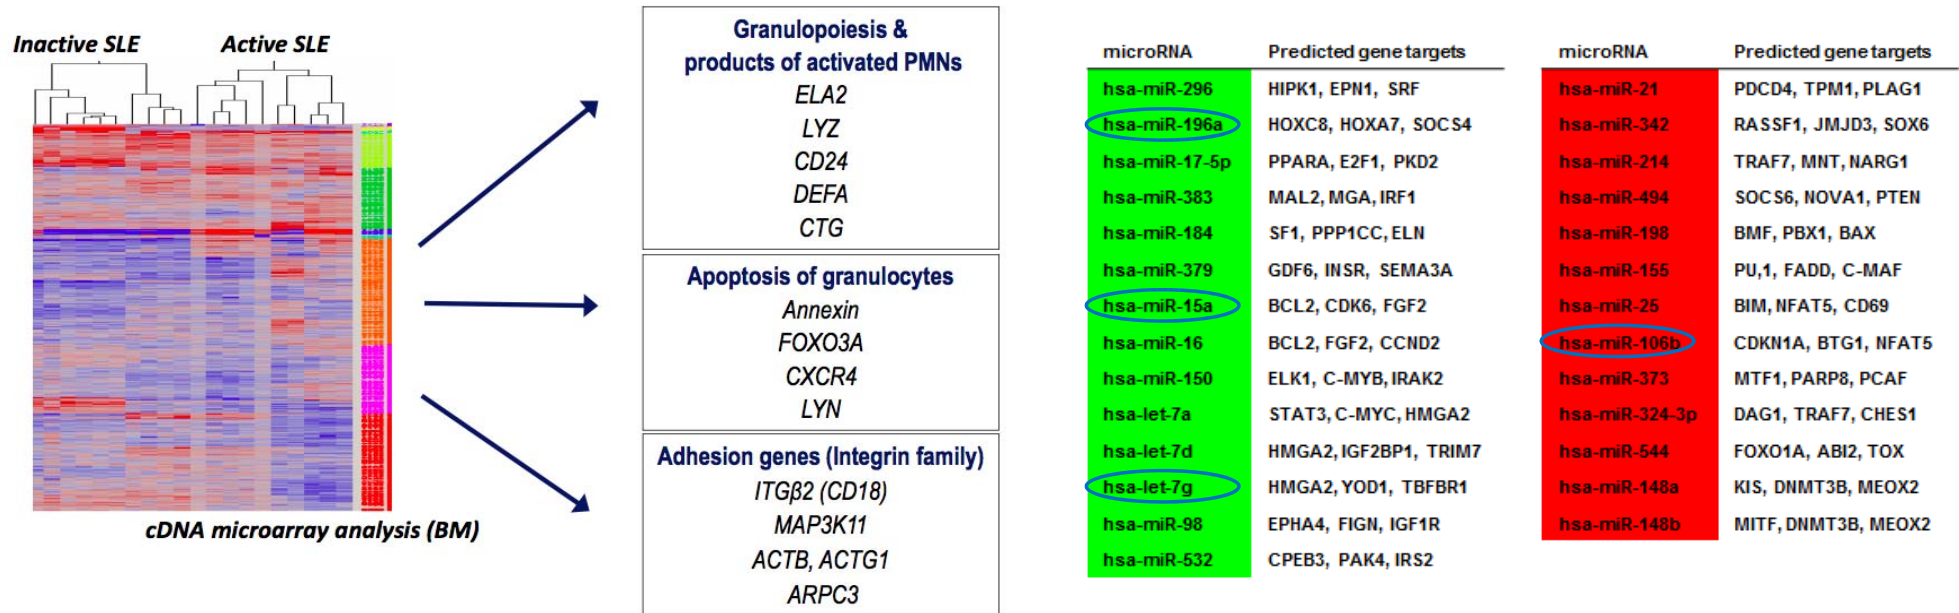 Inactive SLE
Active SLE
cDNA microarray analysis (BM)
Granulopoiesis &
products of activated PMNs
ELA2
LYZ
CD24
DEFA
CTG
Apoptosis of granulocytes
Annexin
FOXO3A
CXCR4
LYN
Adhesion genes (Integrin family)
ITGβ2 (CD18)
MAP3K11
ACTB, ACTG1
ARPC3
microRNA Predicted gene targets
hsa-miR-296 HIPK1, EPN1, SRF
hsa-miR-196a HOXC8, HOXA7, SOCS4
hsa-miR-17-5p PPARA, E2F1, PKD2
hsa-miR-383 MAL2, MGA, IRF1
hsa-miR-184 SF1, PPP1CC, ELN
hsa-miR-379 GDF6, INSR, SEMA3A
hsa-miR-15a BCL2, CDK6, FGF2
hsa-miR-16 BCL2, FGF2, CCND2
hsa-miR-150 ELK1, C-MYB, IRAK2
hsa-let-7a STAT3, C-MYC, HMGA2
hsa-let-7d HMGA2, IGF2BP1, TRIM7
hsa-let-7g HMGA2, YOD1, TBFBR1
hsa-miR-98 EPHA4, FIGN, IGF1R
hsa-miR-532 CPEB3, PAK4, IRS2
microRNA Predicted gene targets
hsa-miR-21 PDCD4, TPM1, PLAG1
hsa-miR-342 RASSF1, JMJD3, SOX6
hsa-miR-214 TRAF7, MNT, NARG1
hsa-miR-494 SOCS6, NOVA1, PTEN
hsa-miR-198 BMF, PBX1, BAX
hsa-miR-155 PU,1, FADD, C-MAF
hsa-miR-25 BIM, NFAT5, CD69
hsa-miR-106b CDKN1A, BTG1, NFAT5
hsa-miR-373 MTF1, PARP8, PCAF
hsa-miR-324-3p DAG1, TRAF7, CHES1
hsa-miR-544 FOXO1A, ABI2, TOX
hsa-miR-148a KIS, DNMT3B, MEOX2
hsa-miR-148b MITF, DNMT3B, MEOX2